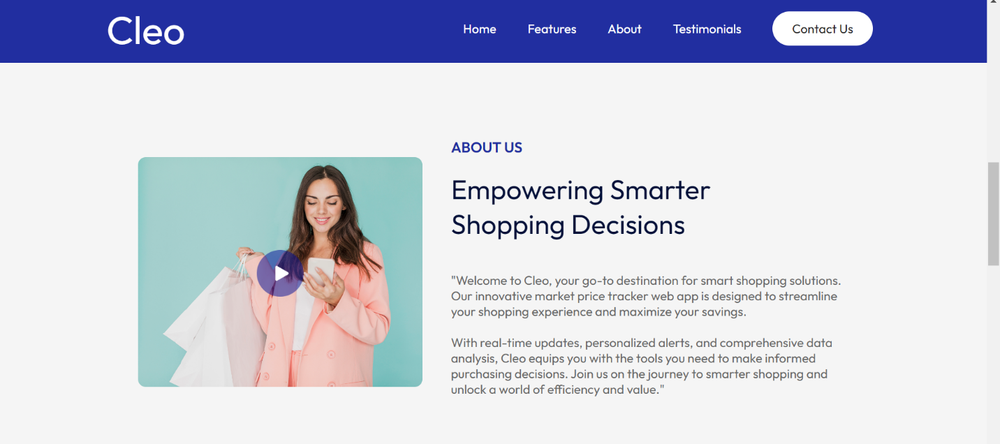 Cleo
Home
Features
About
Testimonials
Contact Us
ABOUT US
Empowering Smarter
Shopping Decisions
"Welcome to Cleo, your go-to destination for smart shopping solutions.
Our innovative market price tracker web app is designed to streamline
your shopping experience and maximize your savings.
With real-time updates, personalized alerts, and comprehensive data
analysis, Cleo equips you with the tools you need to make informed
purchasing decisions. Join us on the journey to smarter shopping and
unlock a world of efficiency and value."